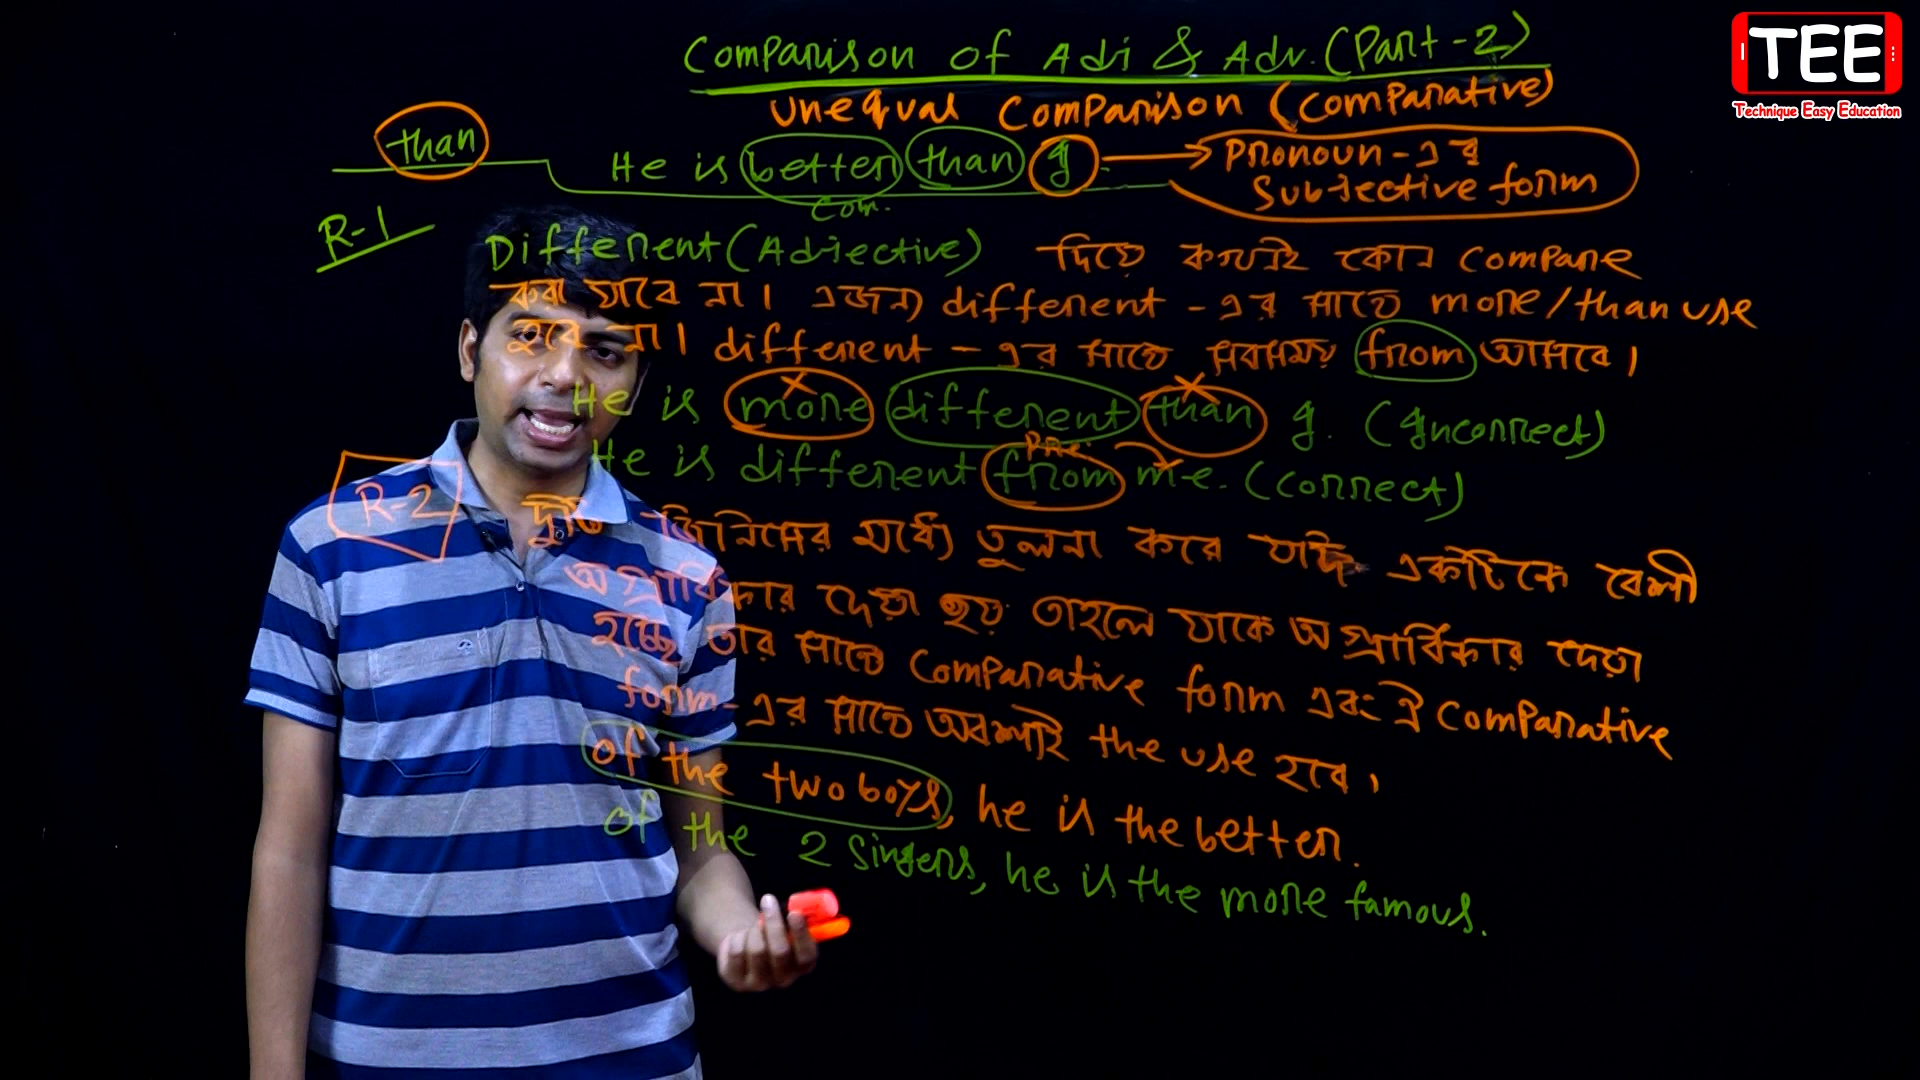 Comparison of Adj & Adv. (Part-2)
TEE
Technique Easy Education
Unequal Comparison (Comparative)
than
He is better than I
Pronoun-এর
Subjective form
Com.
R-1
Different (Adjective) দিয়ে কখনই কোন compare
করা যাবে না। এজন্য different -এর সাথে more/than use
হবে না। different -এর সাথে সবসময় from আসবে।
He is more different than I. (Incorrect)
Pre.
He is different from me. (correct)
R-2
দুটি জিনিসের মধ্যে তুলনা করে যদি একটিকে বেশী
অগ্রাধিকার দেয়া হয় তাহলে যাকে অগ্রাধিকার দেয়া
হচ্ছে তার সাথে Comparative form এবং ঐ Comparative
form-এর সাথে অবশ্যই the use হবে।
of the two boys, he is the better.
of the 2 singers, he is the more famous.